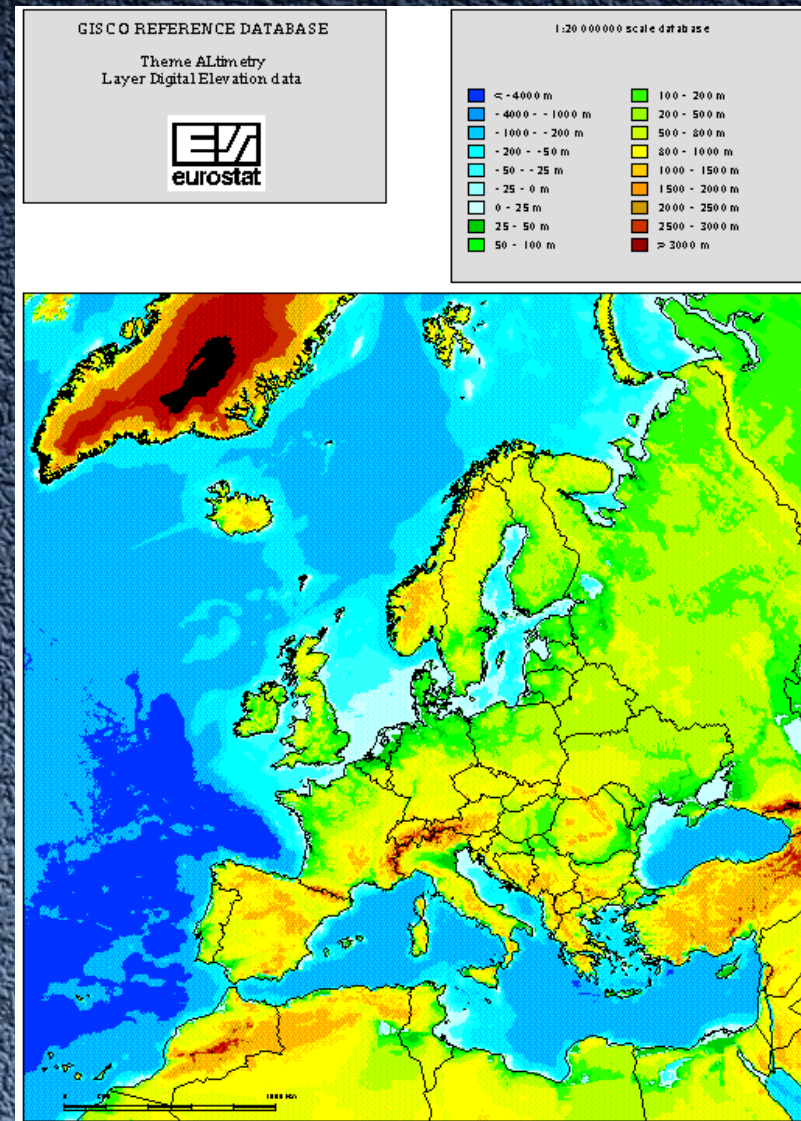 GISCO REFERENCE DATABASE
Theme ALtimetry
Layer Digital Elevation data
eurostat
1:20 000000 scale database
< -4000 m
-4000 - -1000 m
-1000 - -200 m
-200 - -50 m
-50 - -25 m
-25 - 0 m
0 - 25 m
25 - 50 m
50 - 100 m
100 - 200 m
200 - 500 m
500 - 800 m
800 - 1000 m
1000 - 1500 m
1500 - 2000 m
2000 - 2500 m
2500 - 3000 m
> 3000 m
0